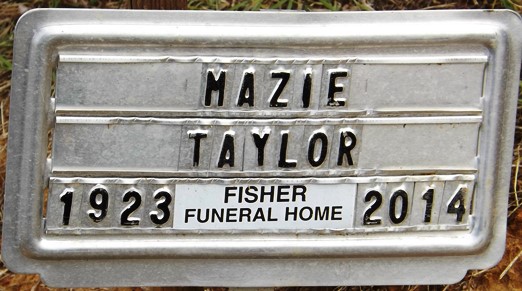 MAZIE
TAYLOR
1923 FISHER FUNERAL HOME 2014